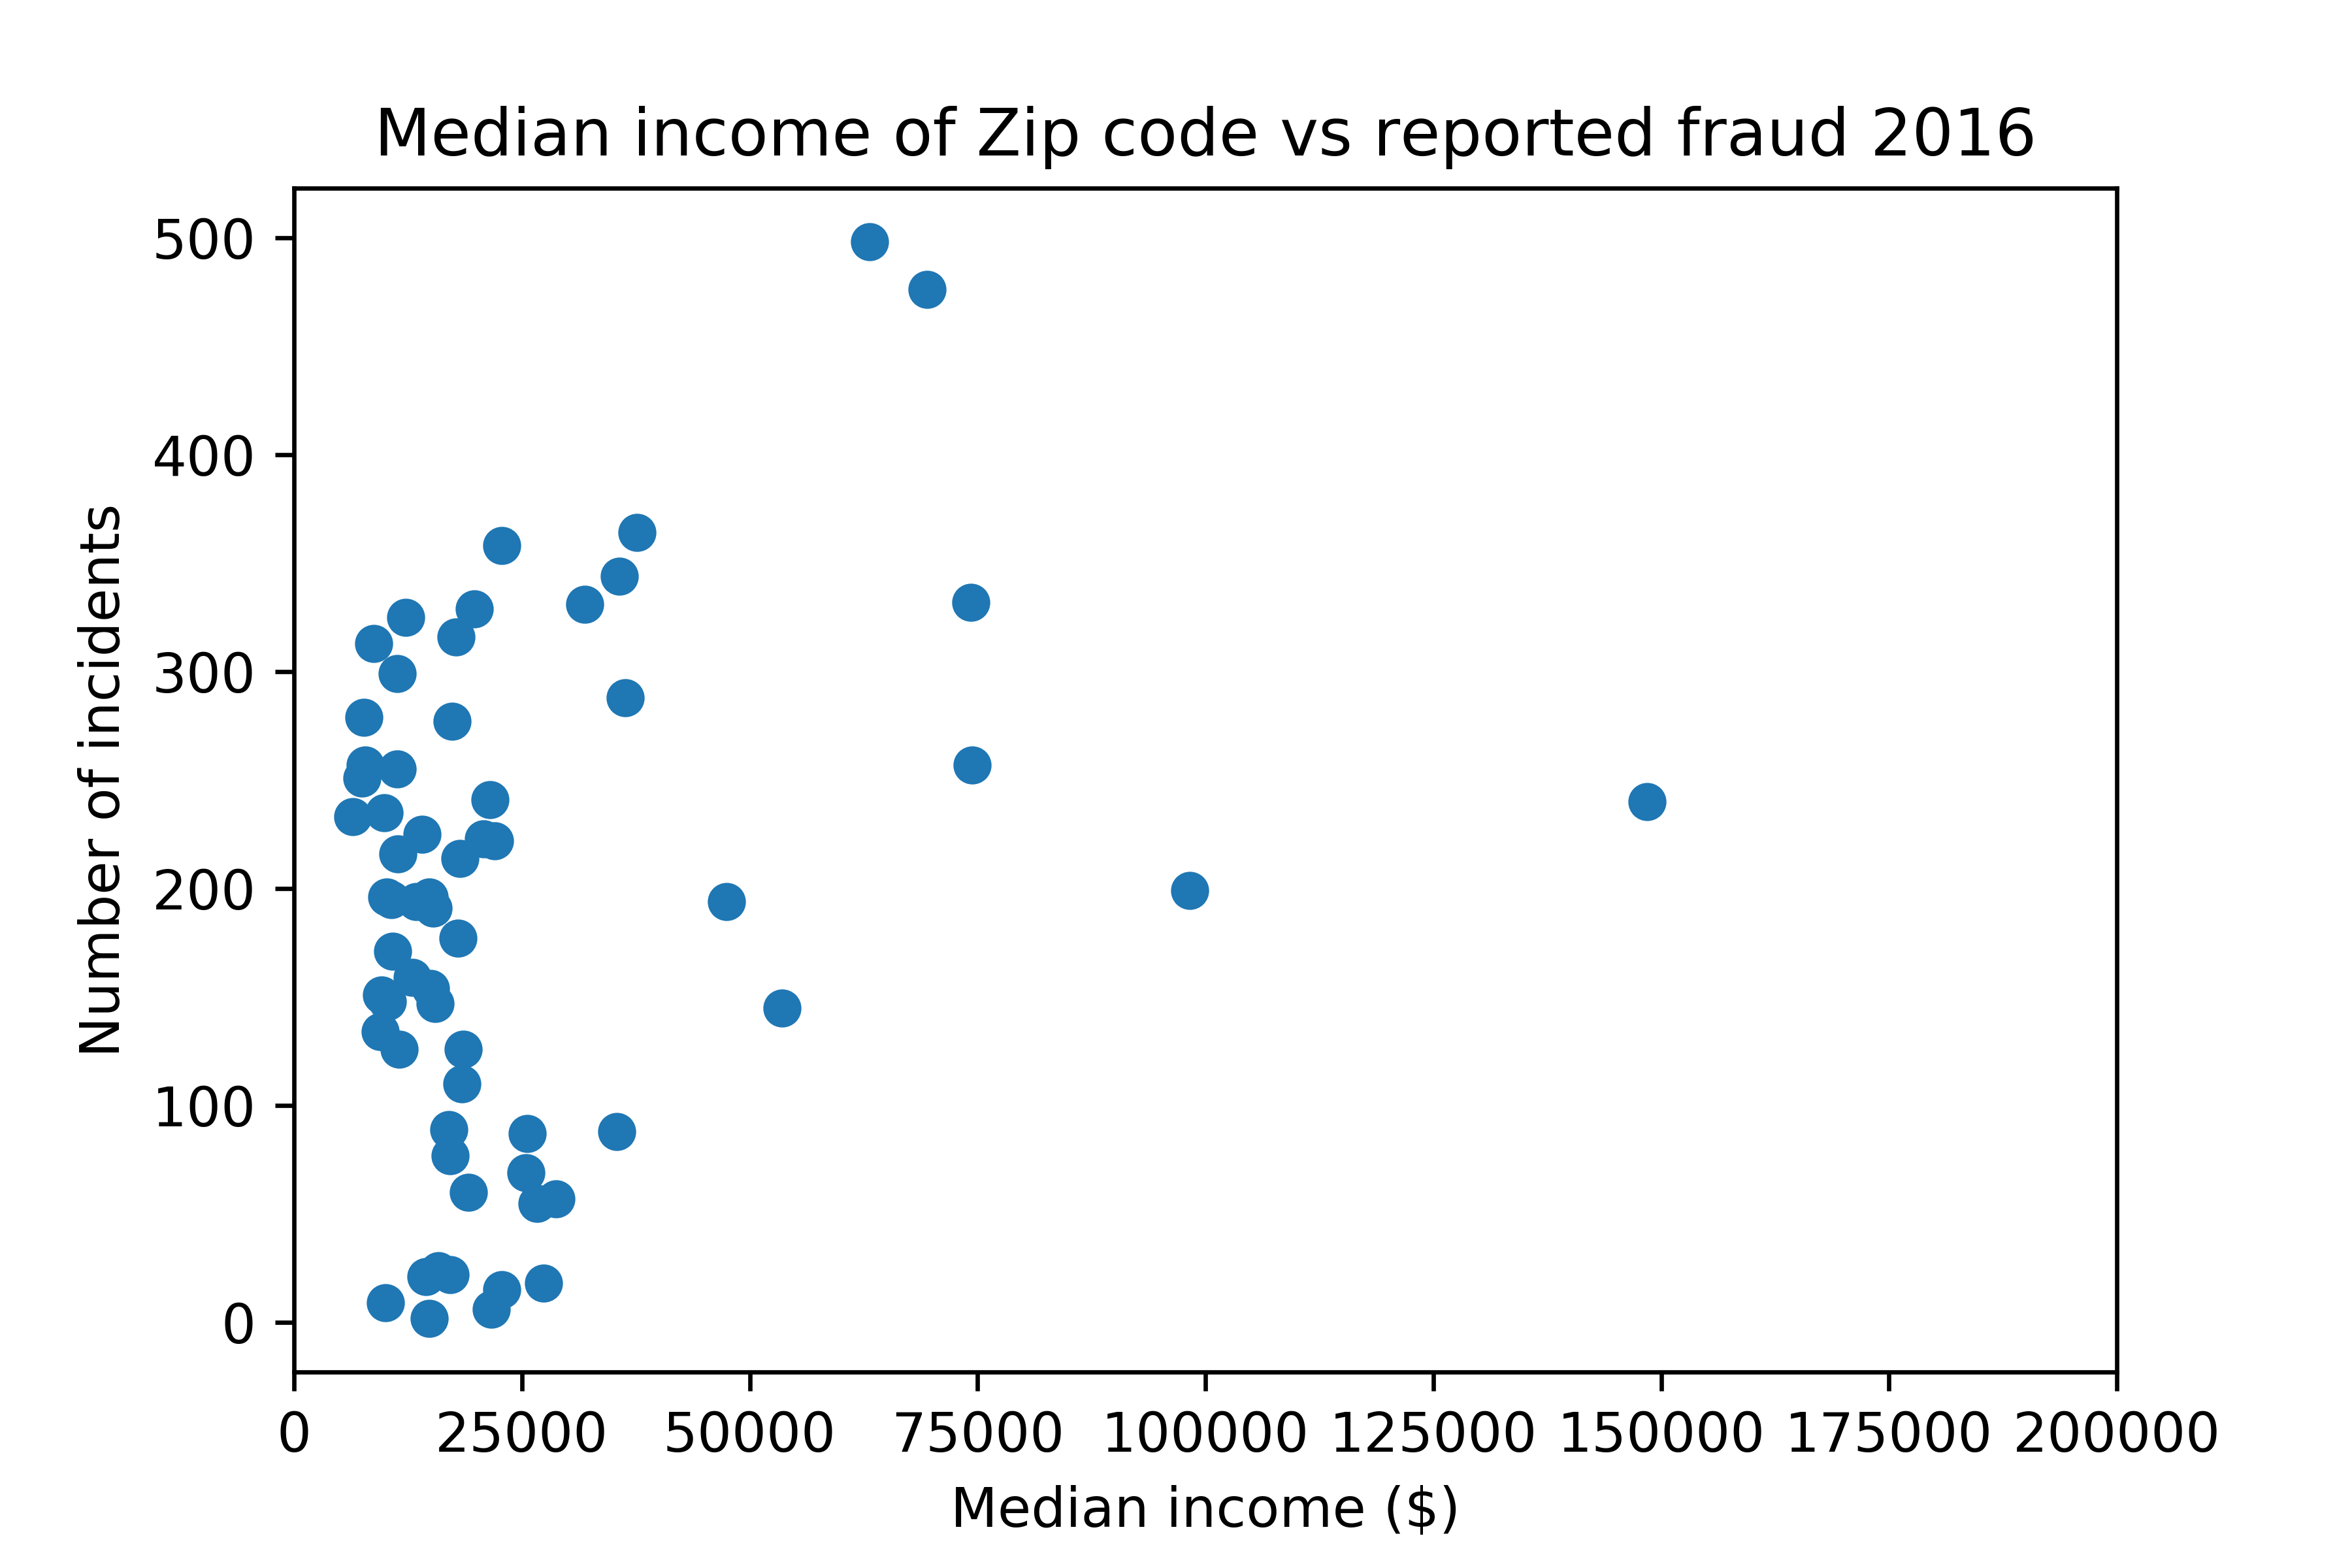 Median income of Zip code vs reported fraud 2016
500
400
300
200
100
0
Number of incidents
0 25000 50000 75000 100000 125000 150000 175000 200000
Median income ($)